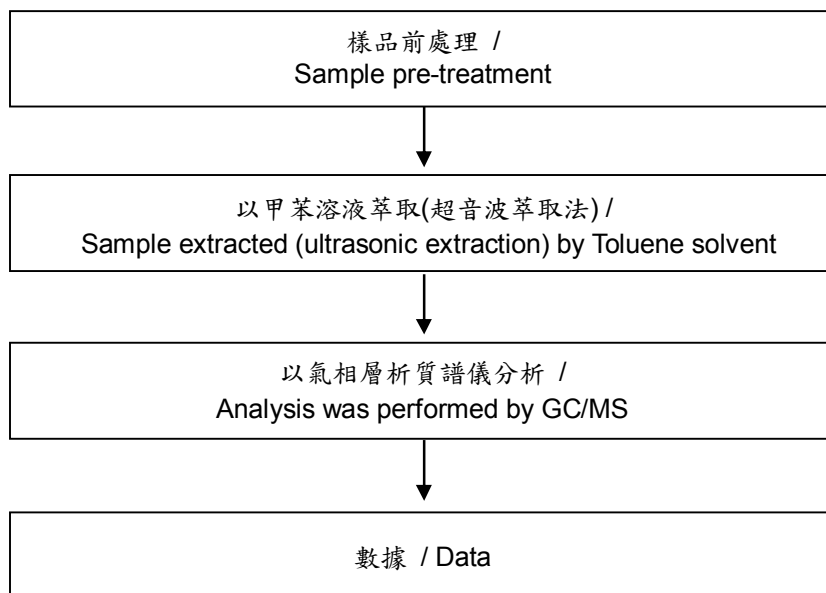 樣品前處理 /
Sample pre-treatment
以甲苯溶液萃取(超音波萃取法) /
Sample extracted (ultrasonic extraction) by Toluene solvent
以氣相層析質譜儀分析 /
Analysis was performed by GC/MS
數據 / Data